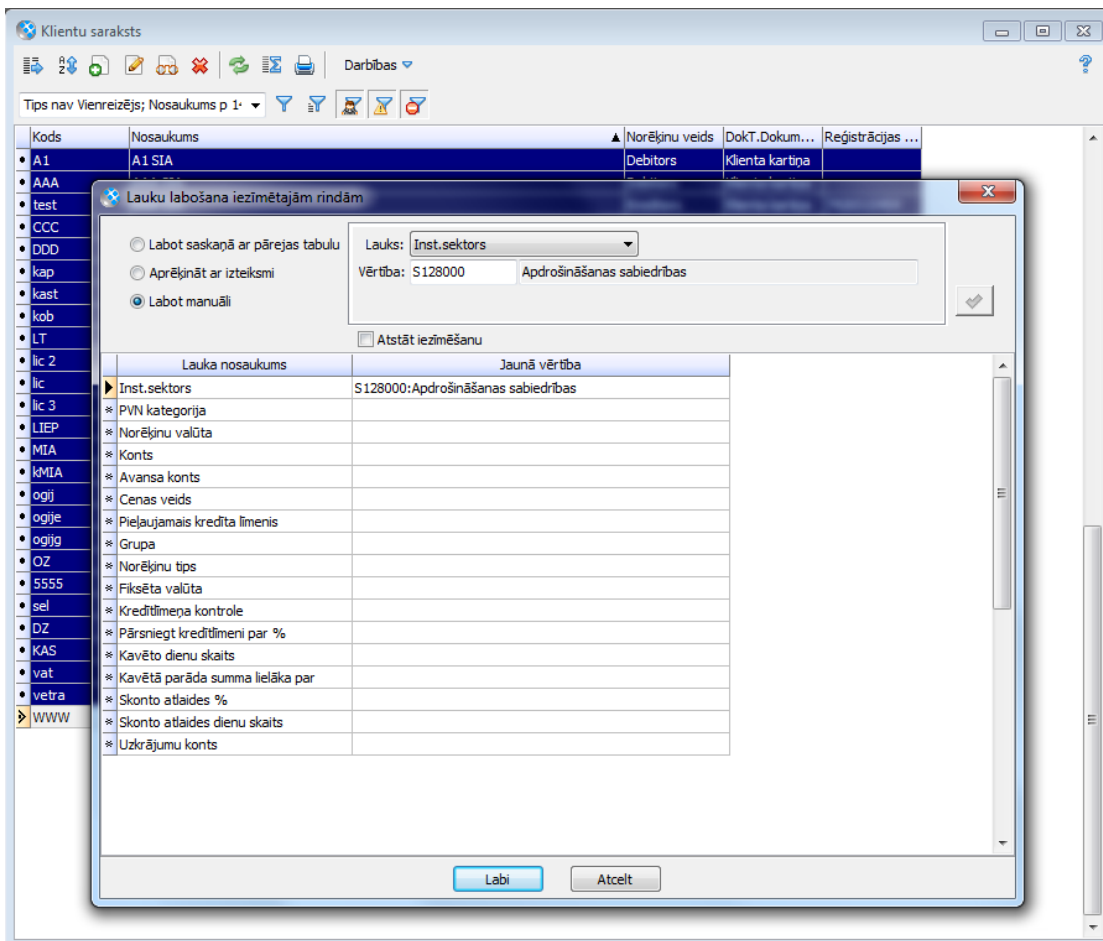 Klientu saraksts
Darbības
Tips nav Vienreizējs; Nosaukums p 1
Kods Nosaukums Norēķinu veids DokT.Dokum... Reģistrācijas ...
A1 A1 SIA Debitors Klienta kartiņa
AAA
test
CCC
DDD
kap
kast
kob
LT
lic 2
lic
lic 3
LIEP
MIA
kMIA
ogij
ogije
ogijg
OZ
5555
sel
DZ
KAS
vat
vetra
WWW
Lauku labošana iezīmētajām rindām
Labot saskaņā ar pārejas tabulu
Aprēķināt ar izteiksmi
Labot manuāli
Lauks: Inst.sektors
Vērtība: S128000 Apdrošināšanas sabiedrības
Atstāt iezīmēšanu
Lauka nosaukums Jaunā vērtība
Inst.sektors S128000:Apdrošināšanas sabiedrības
PVN kategorija
Norēķinu valūta
Konts
Avansa konts
Cenas veids
Pieļaujamais kredīta līmenis
Grupa
Norēķinu tips
Fiksēta valūta
Kredītlīmeņa kontrole
Pārsniegt kredītlīmeni par %
Kavēto dienu skaits
Kavētā parāda summa lielāka par
Skonto atlaides %
Skonto atlaides dienu skaits
Uzkrājumu konts
Labi Atcelt